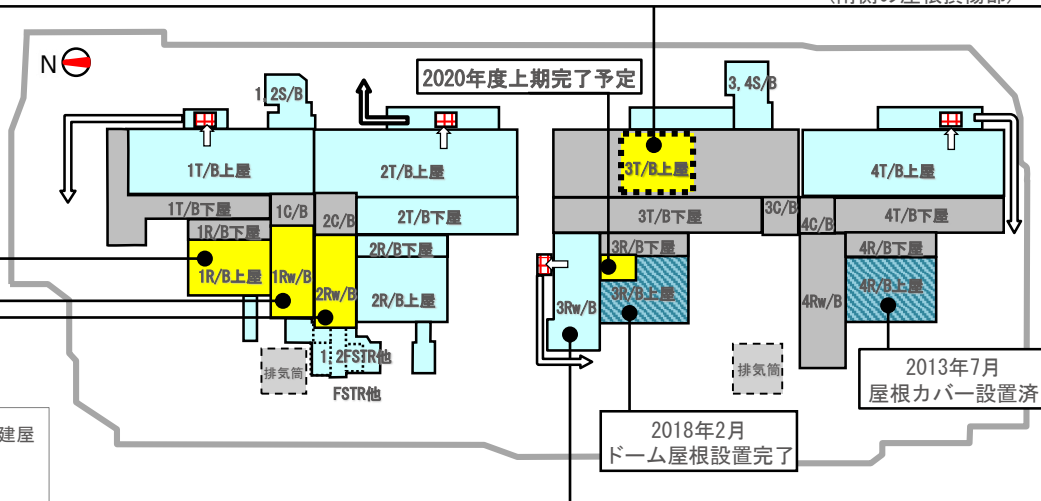 N
2020年度上期完了予定
1,2S/B
3,4S/B
1T/B上屋
2T/B上屋
3T/B上屋
4T/B上屋
1T/B下屋
1C/B
2C/B
2T/B下屋
3T/B下屋
3C/B
4C/B
4T/B下屋
1R/B下屋
2R/B下屋
3R/B下屋
4R/B下屋
1R/B上屋
1Rw/B
2Rw/B
2R/B上屋
3Rw/B
3R/B上屋
4Rw/B
4R/B上屋
1,2FSTR他
FSTR他
排気筒
排気筒
2013年7月
屋根カバー設置済
2018年2月
ドーム屋根設置完了
建屋